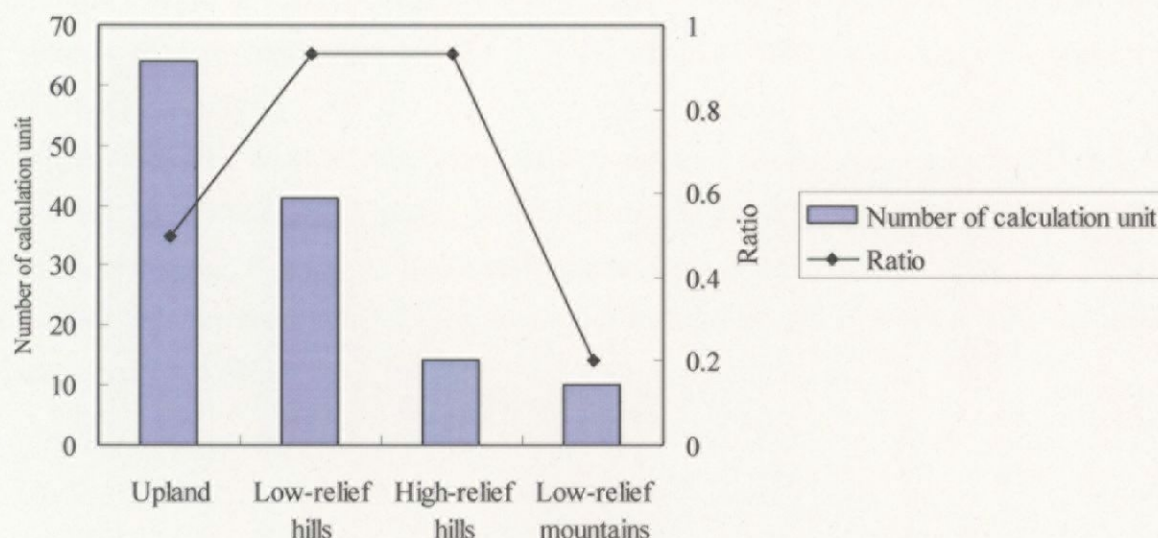 70
60
50
40
30
20
10
0
Number of calculation unit
1
0.8
0.6
0.4
0.2
0
Ratio
Upland
Low-relief
hills
High-relief
hills
Low-relief
mountains
Number of calculation unit
Ratio